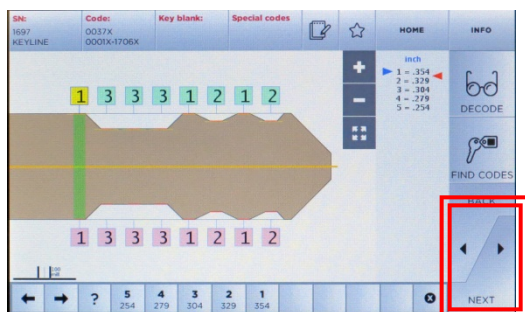 SN:
1697
KEYLINE
Code:
0037X
0001X-1706X
Key blank:
Special codes
HOME
INFO
inch
1 = .354
2 = .329
3 = .304
4 = .279
5 = .254
DECODE
FIND CODES
BACK
NEXT
1 3 3 3 1 2 1 2
1 3 3 3 1 2 1 2
?
5 4 3 2 1
254 279 304 329 354